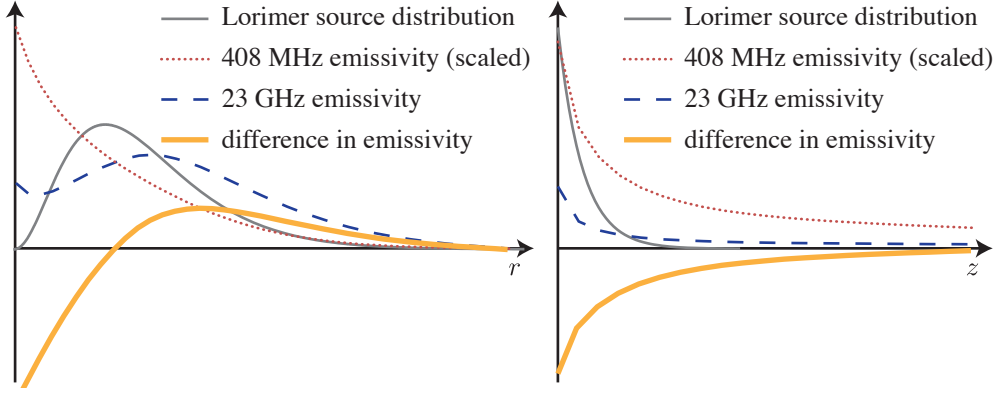 Lorimer source distribution
408 MHz emissivity (scaled)
23 GHz emissivity
difference in emissivity
r
Lorimer source distribution
408 MHz emissivity (scaled)
23 GHz emissivity
difference in emissivity
z